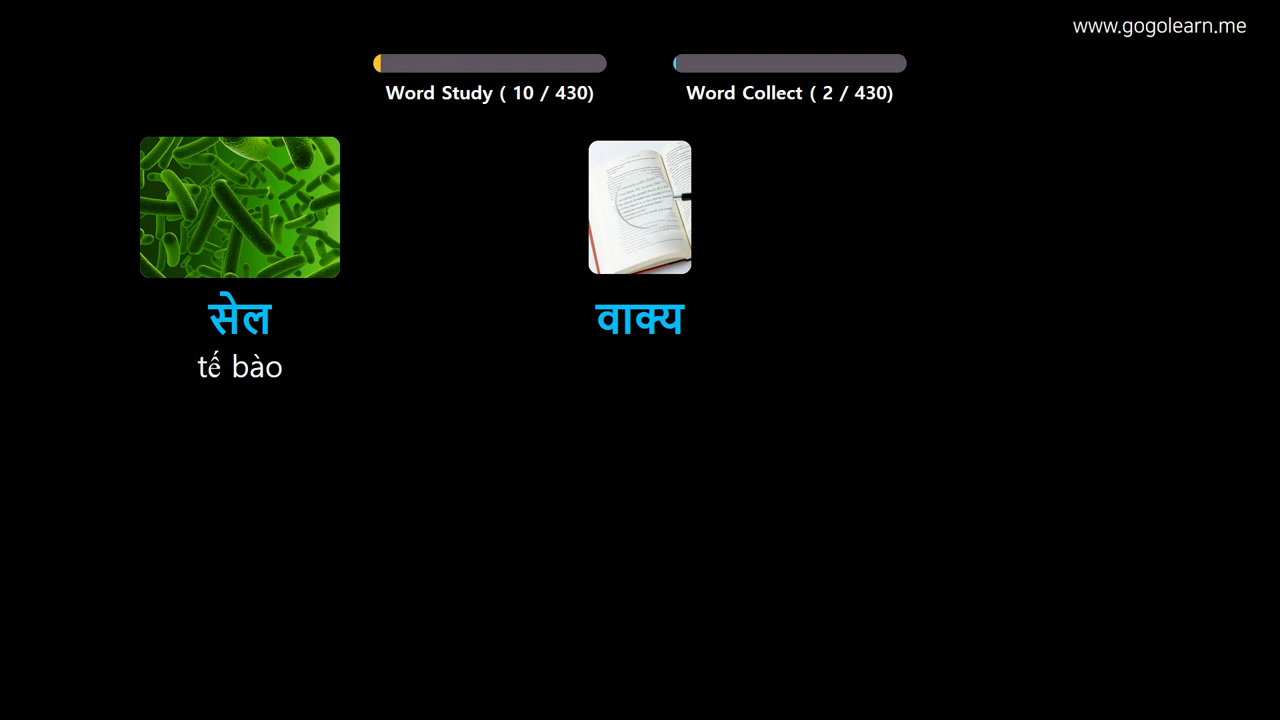 www.gogolearn.me
Word Study ( 10 / 430)
Word Collect ( 2 / 430)
सेल
वाक्य
tế bào